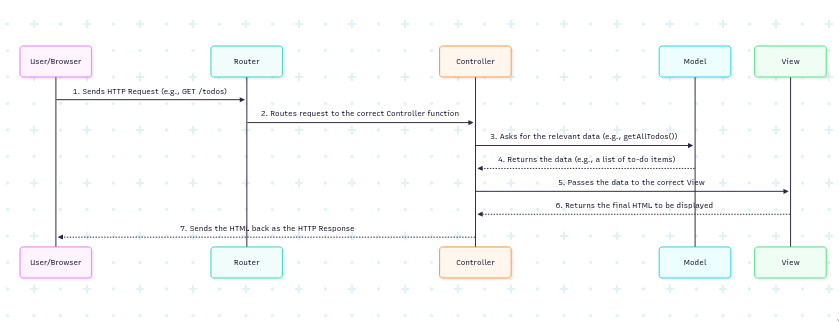 User/Browser
Router
Controller
Model
View
1. Sends HTTP Request (e.g., GET /todos)
2. Routes request to the correct Controller function
3. Asks for the relevant data (e.g., getAllTodos())
4. Returns the data (e.g., a list of to-do items)
5. Passes the data to the correct View
6. Returns the final HTML to be displayed
7. Sends the HTML back as the HTTP Response
User/Browser
Router
Controller
Model
View